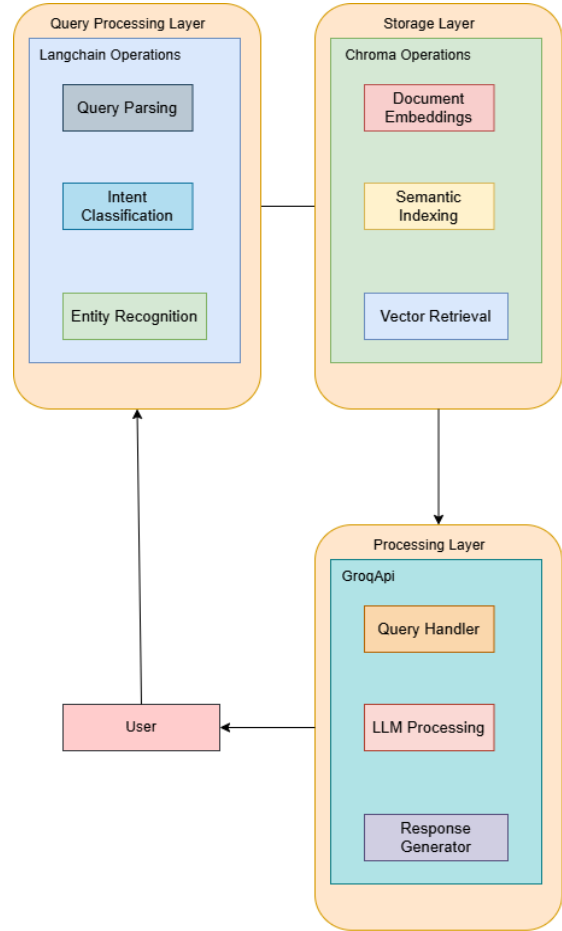 Query Processing Layer
Langchain Operations
Query Parsing
Intent
Classification
Entity Recognition
Storage Layer
Chroma Operations
Document
Embeddings
Semantic
Indexing
Vector Retrieval
Processing Layer
GroqApi
Query Handler
LLM Processing
Response
Generator
User